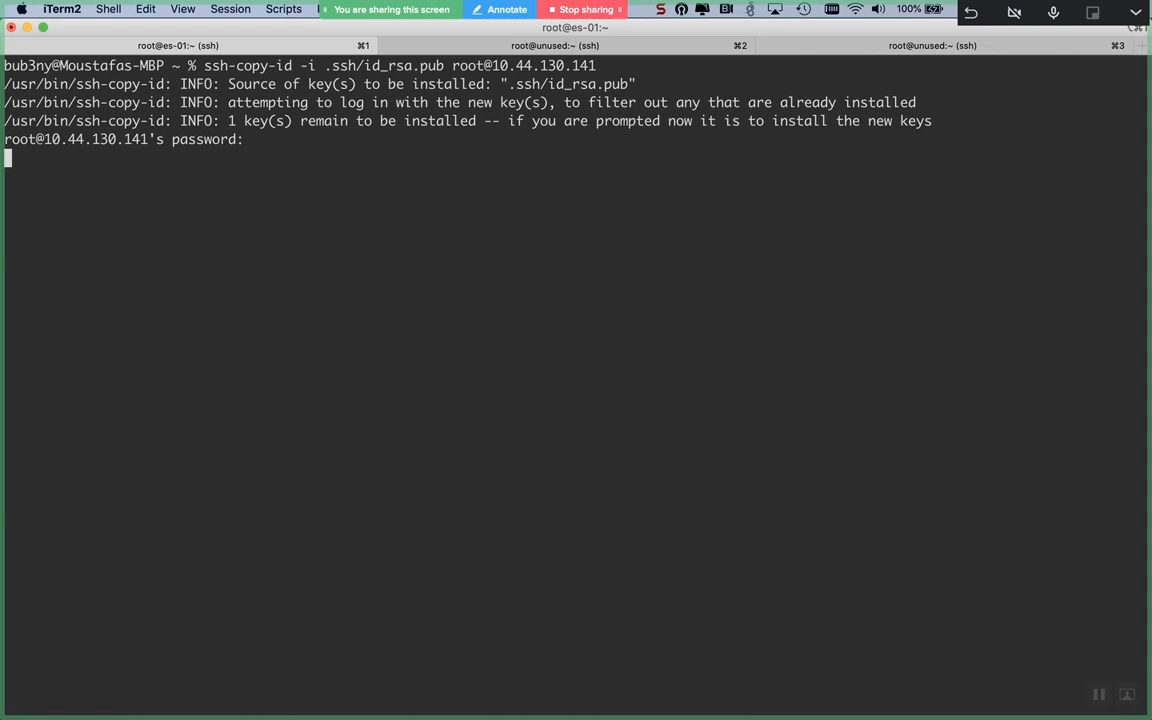 iTerm2 Shell Edit View Session Scripts You are sharing this screen Annotate Stop sharing 100%
root@es-01:~
root@es-01:~ (ssh) ⌘1 root@unused:~ (ssh) ⌘2 root@unused:~ (ssh) ⌘3
bub3ny@Moustafas-MBP ~ % ssh-copy-id -i .ssh/id_rsa.pub root@10.44.130.141
/usr/bin/ssh-copy-id: INFO: Source of key(s) to be installed: ".ssh/id_rsa.pub"
/usr/bin/ssh-copy-id: INFO: attempting to log in with the new key(s), to filter out any that are already installed
/usr/bin/ssh-copy-id: INFO: 1 key(s) remain to be installed -- if you are prompted now it is to install the new keys
root@10.44.130.141's password: